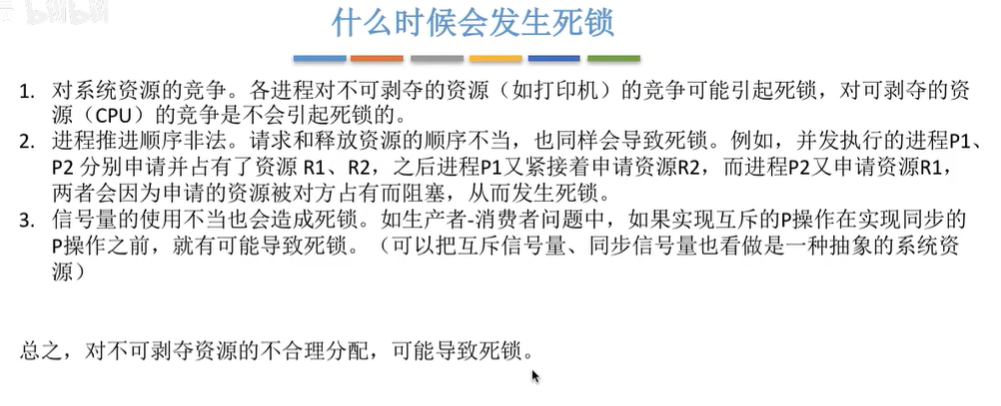 什么时候会发生死锁
1. 对系统资源的竞争。各进程对不可剥夺的资源（如打印机）的竞争可能引起死锁，对可剥夺的资
源（CPU）的竞争是不会引起死锁的。
2. 进程推进顺序非法。请求和释放资源的顺序不当，也同样会导致死锁。例如，并发执行的进程P1、
P2 分别申请并占有了资源 R1、R2，之后进程P1又紧接着申请资源R2，而进程P2又申请资源R1，
两者会因为申请的资源被对方占有而阻塞，从而发生死锁。
3. 信号量的使用不当也会造成死锁。如生产者-消费者问题中，如果实现互斥的P操作在实现同步的
P操作之前，就有可能导致死锁。（可以把互斥信号量、同步信号量也看做是一种抽象的系统资
源）
总之，对不可剥夺资源的不合理分配，可能导致死锁。